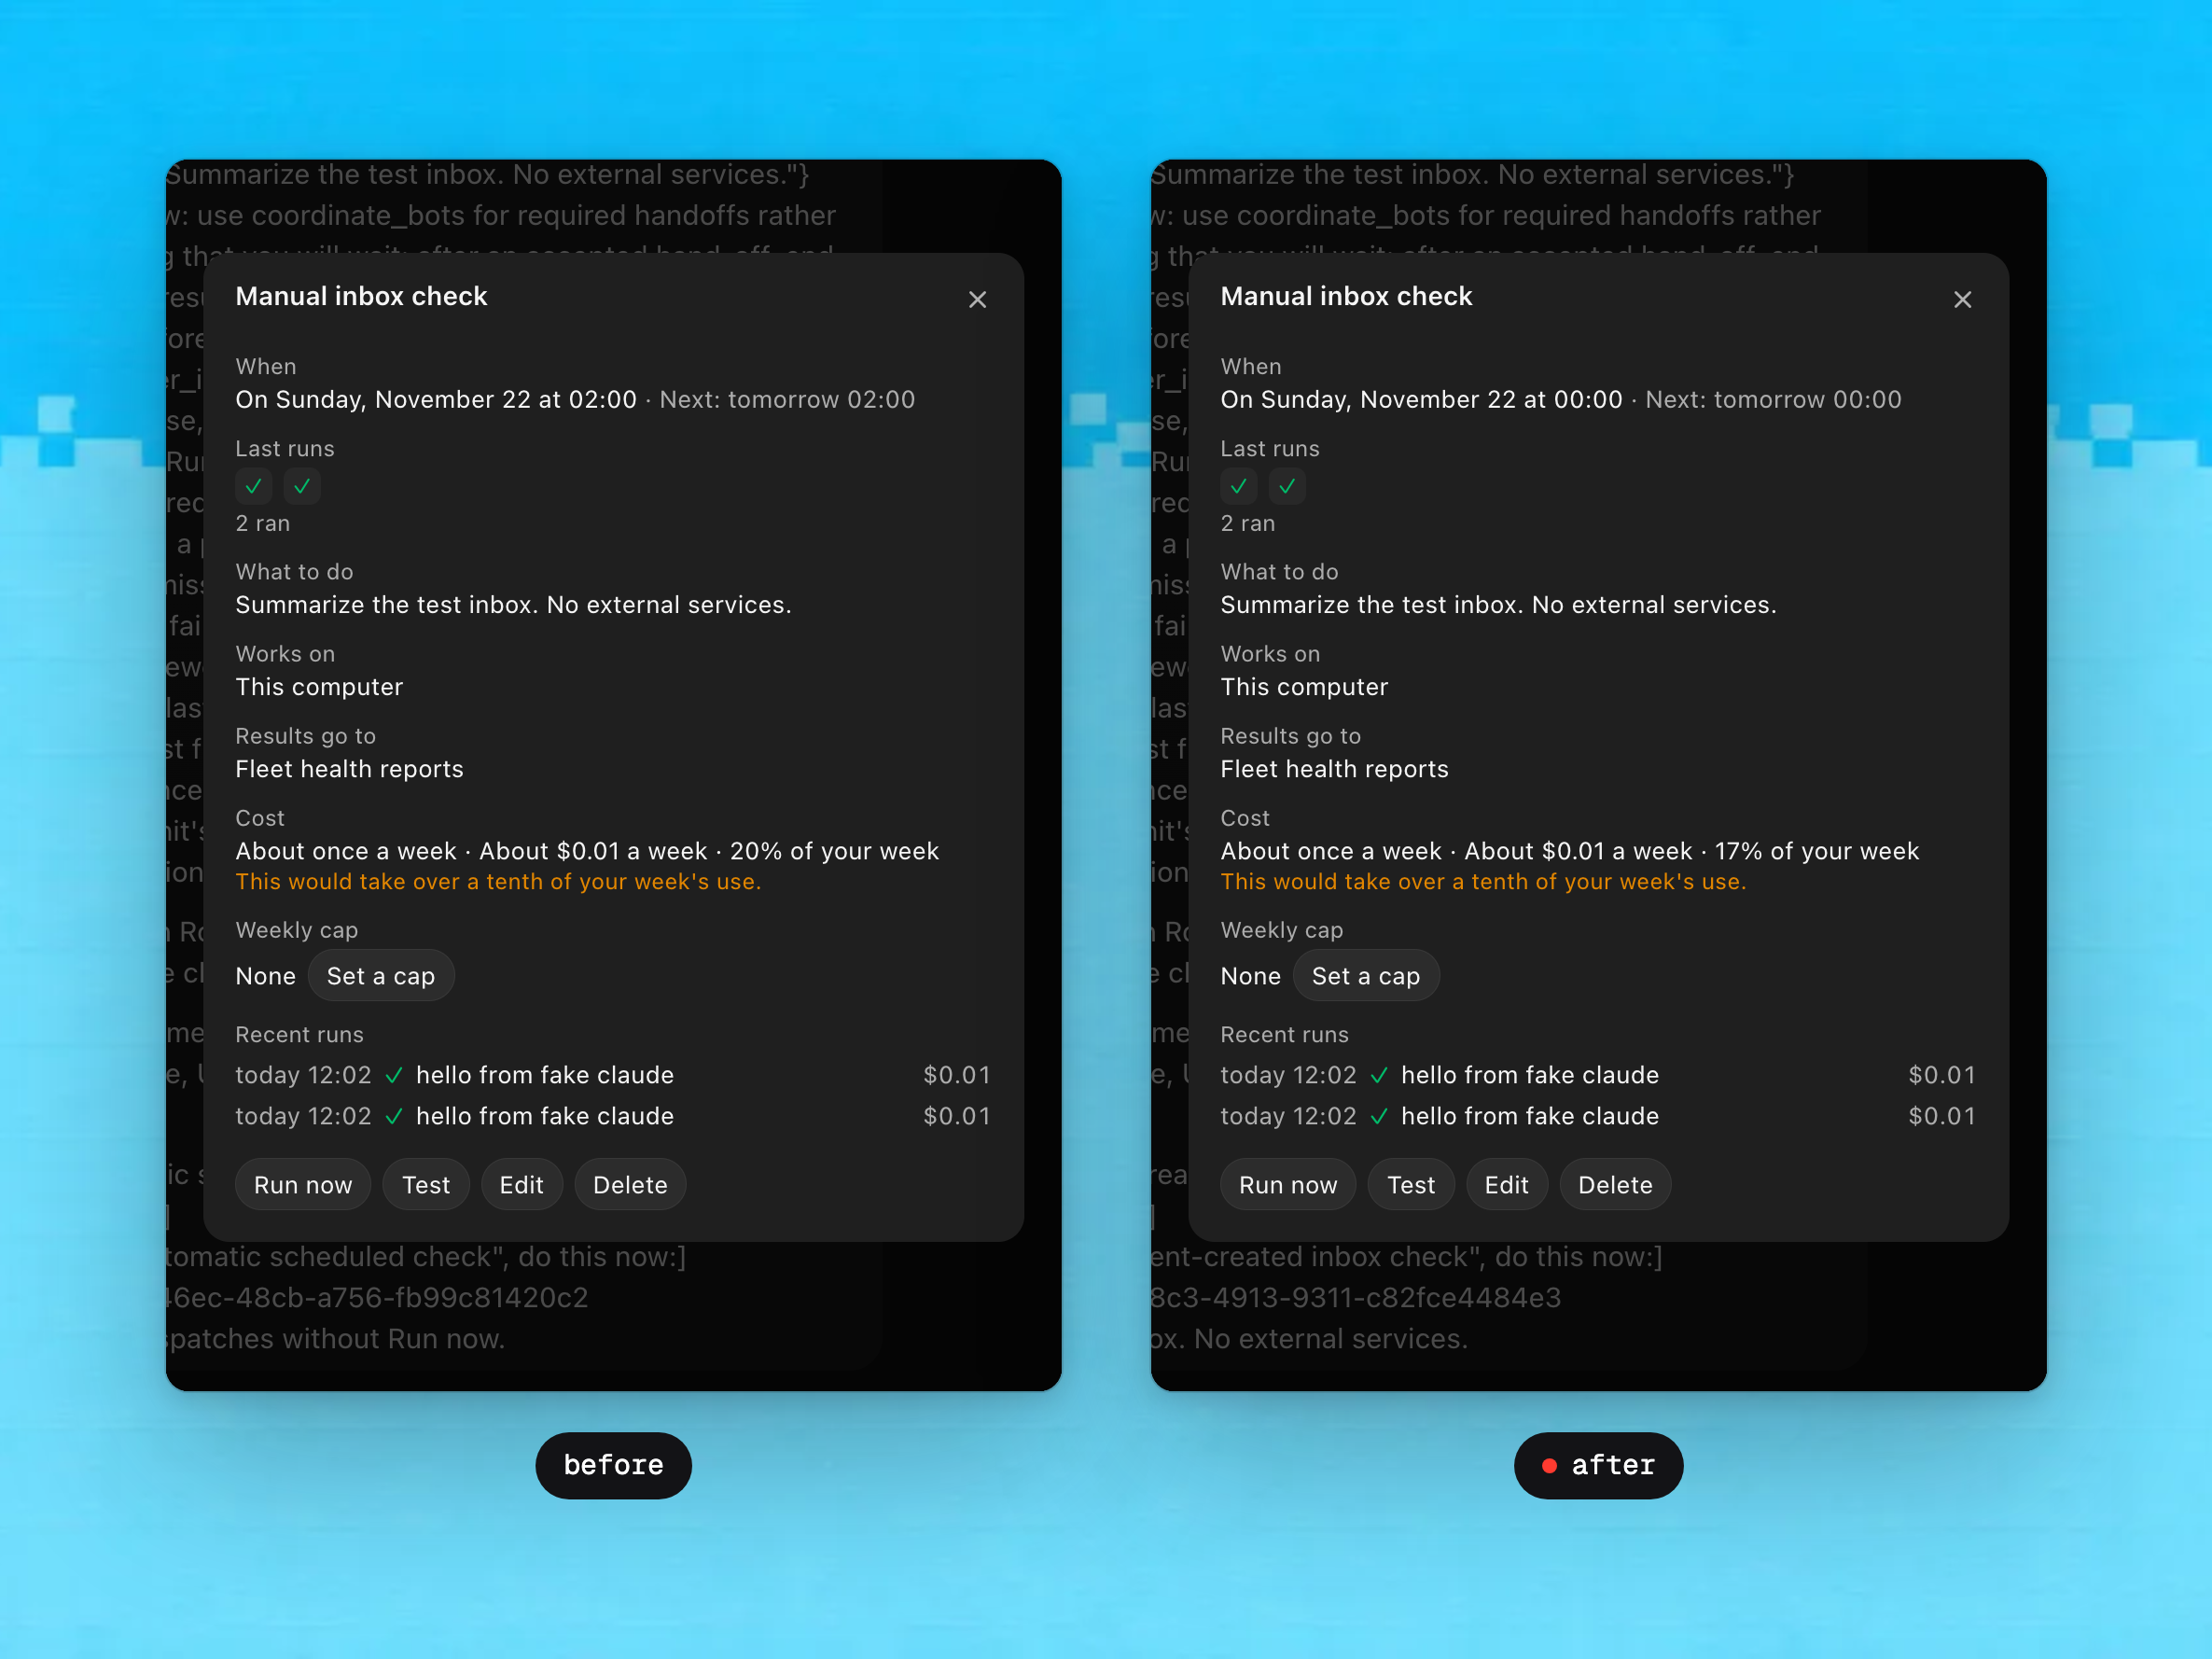 Summarize the test inbox. No external services."}
w: use coordinate_bots for required handoffs rather
Manual inbox check
When
On Sunday, November 22 at 02:00 · Next: tomorrow 02:00
Last runs
2 ran
What to do
Summarize the test inbox. No external services.
Works on
This computer
Results go to
Fleet health reports
Cost
About once a week · About $0.01 a week · 20% of your week
This would take over a tenth of your week's use.
Weekly cap
None Set a cap
Recent runs
today 12:02 ✓ hello from fake claude $0.01
today 12:02 ✓ hello from fake claude $0.01
Run now Test Edit Delete
tomatic scheduled check", do this now:]
46ec-48cb-a756-fb99c81420c2
spatches without Run now.
before
Summarize the test inbox. No external services."}
w: use coordinate_bots for required handoffs rather
Manual inbox check
When
On Sunday, November 22 at 00:00 · Next: tomorrow 00:00
Last runs
2 ran
What to do
Summarize the test inbox. No external services.
Works on
This computer
Results go to
Fleet health reports
Cost
About once a week · About $0.01 a week · 17% of your week
This would take over a tenth of your week's use.
Weekly cap
None Set a cap
Recent runs
today 12:02 ✓ hello from fake claude $0.01
today 12:02 ✓ hello from fake claude $0.01
Run now Test Edit Delete
ent-created inbox check", do this now:]
8c3-4913-9311-c82fce4484e3
ox. No external services.
after